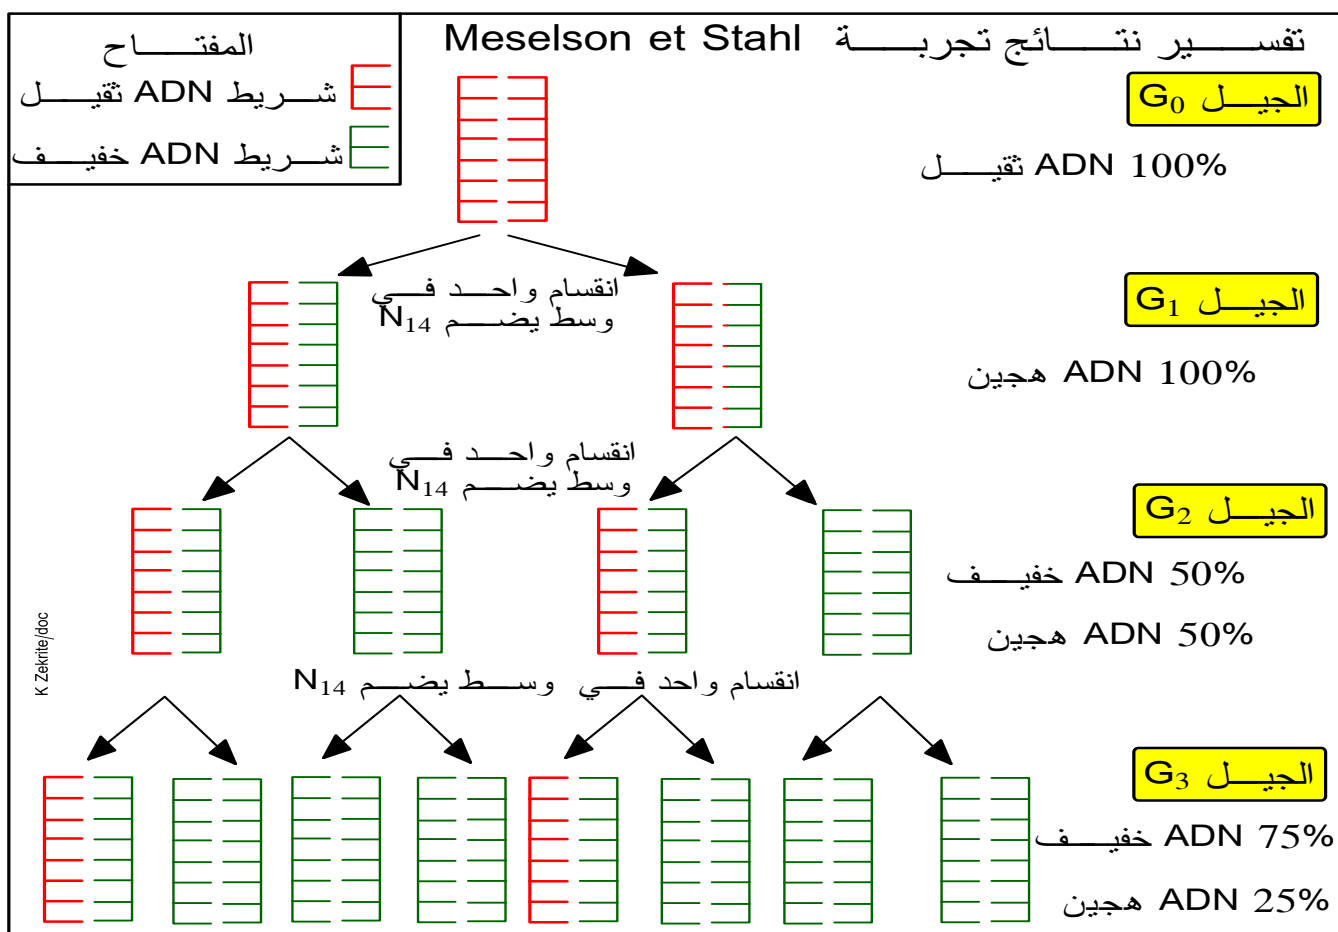 تفسير نتائج تجربة Meselson et Stahl
المفتاح
شريط ADN ثقيل
شريط ADN خفيف
الجيل G0
100% ADN ثقيل
انقسام واحد في
وسط يضم N14
الجيل G1
100% ADN هجين
انقسام واحد في
وسط يضم N14
الجيل G2
50% ADN خفيف
50% ADN هجين
K Zekrite/doc
انقسام واحد في وسط يضم N14
الجيل G3
75% ADN خفيف
25% ADN هجين